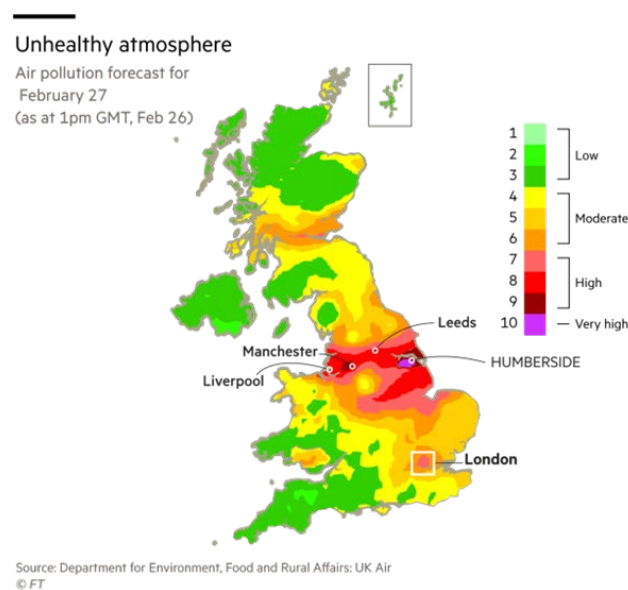 Unhealthy atmosphere
Air pollution forecast for
February 27
(as at 1pm GMT, Feb 26)
1
2
3
Low
4
5
6
Moderate
7
8
9
High
10
Very high
Leeds
Manchester
HUMBERSIDE
Liverpool
London
Source: Department for Environment, Food and Rural Affairs: UK Air
© FT